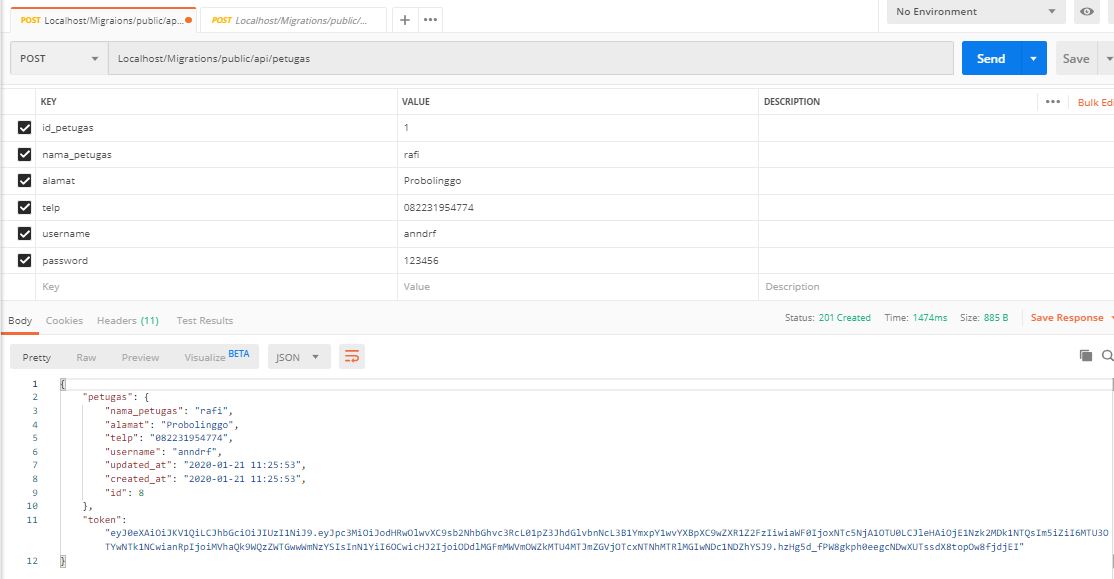 POST Localhost/Migraions/public/ap... POST Localhost/Migrations/public/... + ••• No Environment
POST Localhost/Migrations/public/api/petugas Send Save
KEY VALUE DESCRIPTION ••• Bulk Ed
id_petugas 1
nama_petugas rafi
alamat Probolinggo
telp 082231954774
username anndrf
password 123456
Key Value Description
Body Cookies Headers (11) Test Results Status: 201 Created Time: 1474ms Size: 885 B Save Response
Pretty Raw Preview Visualize BETA JSON
1 {
2 "petugas": {
3 "nama_petugas": "rafi",
4 "alamat": "Probolinggo",
5 "telp": "082231954774",
6 "username": "anndrf",
7 "updated_at": "2020-01-21 11:25:53",
8 "created_at": "2020-01-21 11:25:53",
9 "id": 8
10 },
11 "token":
12 }